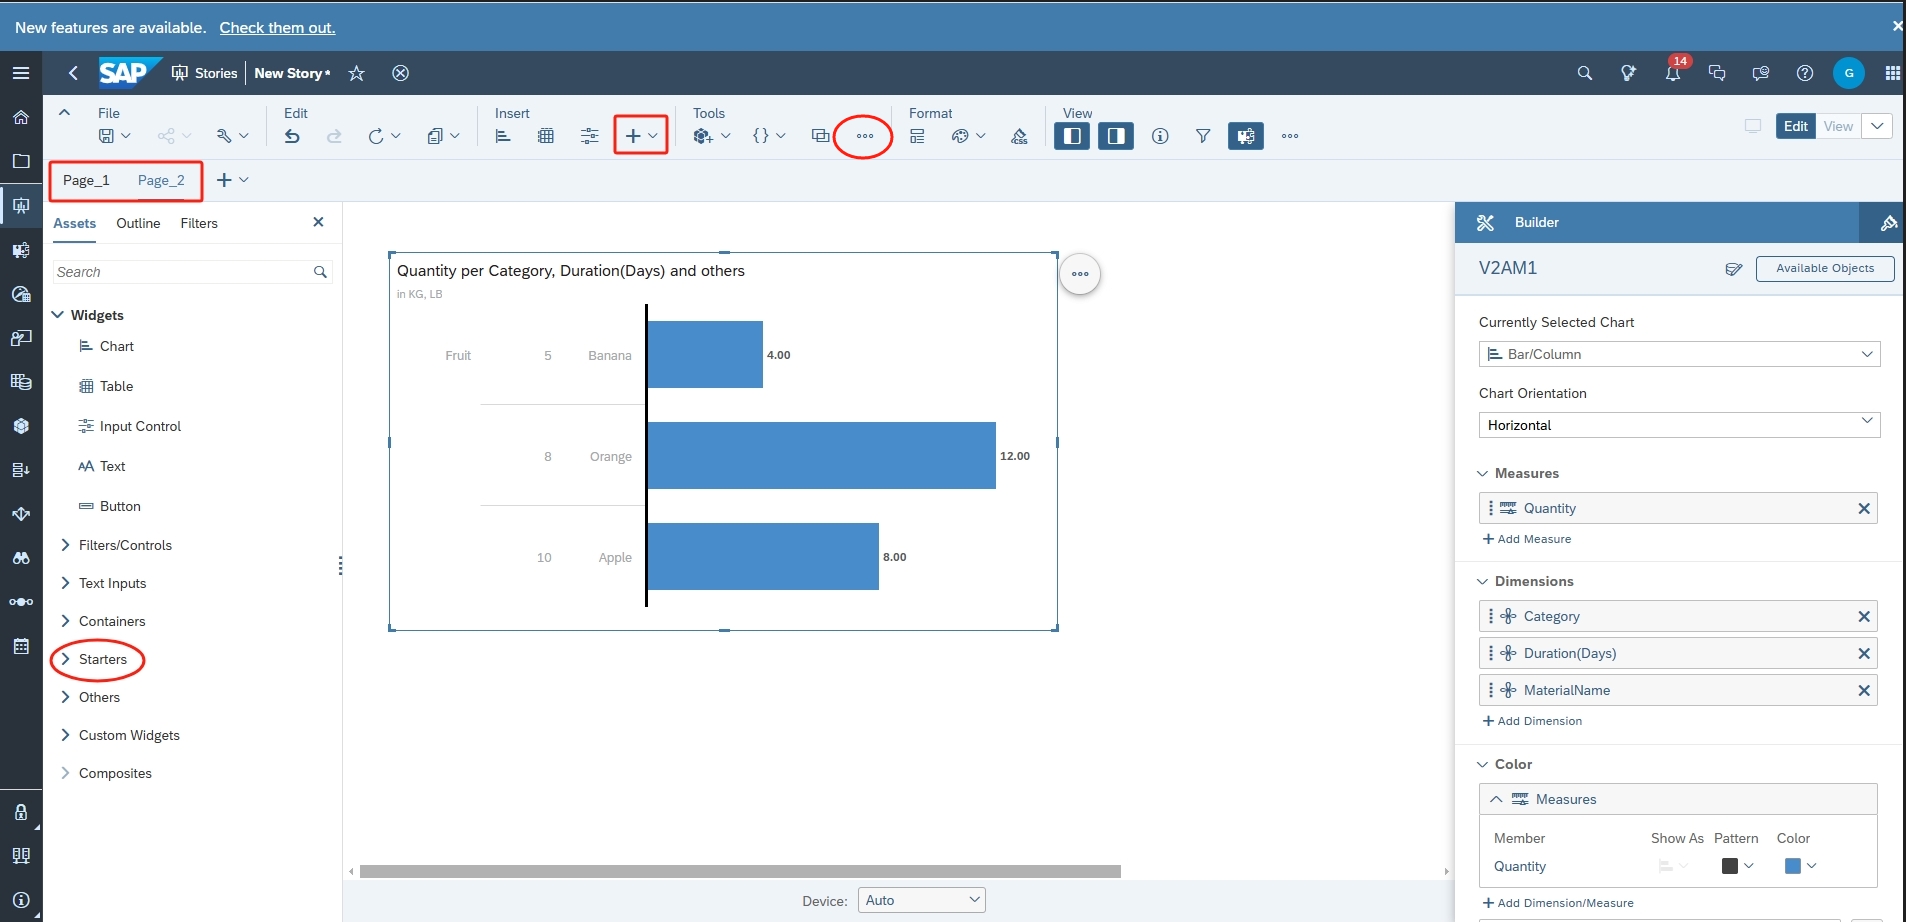 New features are available. Check them out.
SAP Stories New Story* 14 G
File Edit Insert Tools Format View
{} CSS Edit View
Page_1 Page_2
Assets Outline Filters
Search
Widgets
Chart
Table
Input Control
AA Text
Button
Filters/Controls
Text Inputs
Containers
Starters
Others
Custom Widgets
Composites
Quantity per Category, Duration(Days) and others
in KG, LB
Fruit 5 Banana 4.00
8 Orange 12.00
10 Apple 8.00
Device: Auto
Builder
V2AM1 Available Objects
Currently Selected Chart
Bar/Column
Chart Orientation
Horizontal
Measures
Quantity
+ Add Measure
Dimensions
Category
Duration(Days)
MaterialName
+ Add Dimension
Color
Measures
Member Show As Pattern Color
Quantity
+ Add Dimension/Measure